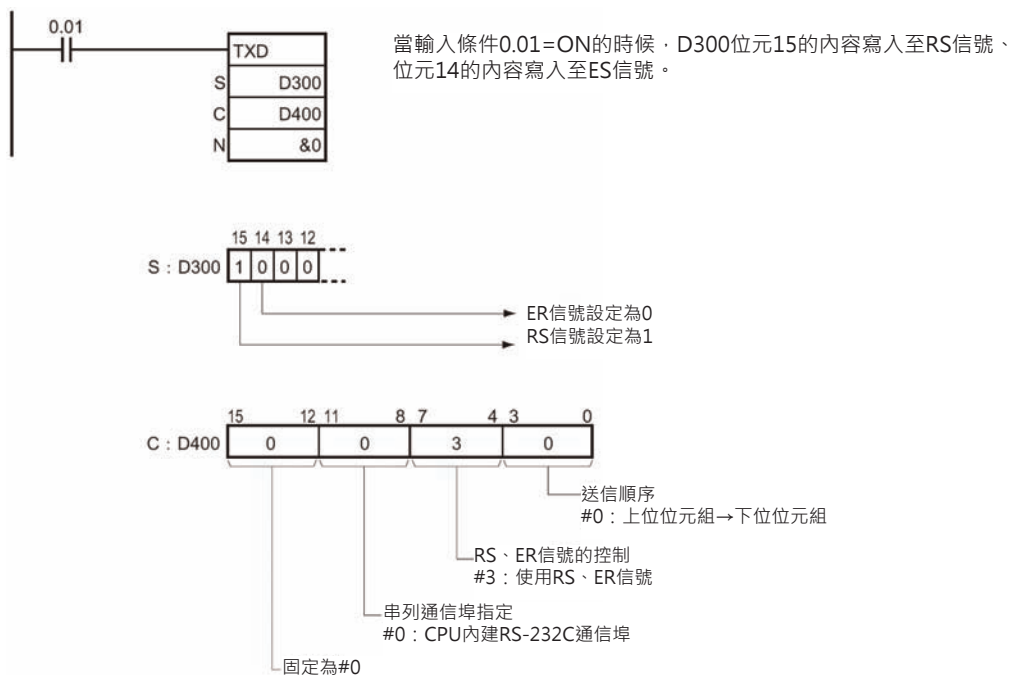 0.01
TXD
S D300
C D400
N &0
當輸入條件0.01=ON的時候，D300位元15的內容寫入至RS信號、
位元14的內容寫入至ES信號。
15 14 13 12
S：D300 1 0 0 0
ER信號設定為0
RS信號設定為1
15 12 11 8 7 4 3 0
C：D400 0 0 3 0
送信順序
#0：上位位元組→下位位元組
RS、ER信號的控制
#3：使用RS、ER信號
串列通信埠指定
#0：CPU內建RS-232C通信埠
固定為#0